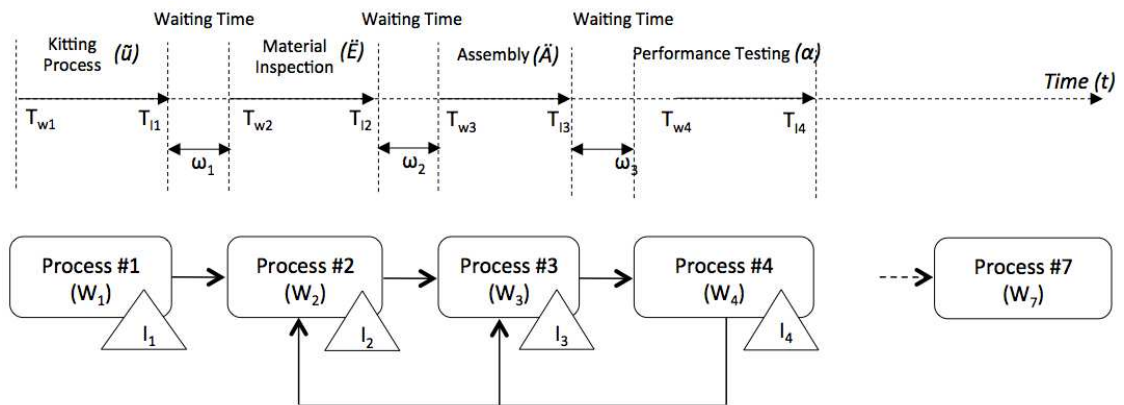 Waiting Time Waiting Time Waiting Time
Kitting Process (ũ)
Material Inspection (Ë)
Assembly (Ä)
Performance Testing (α)
Time (t)
Tw1 Tl1 Tw2 Tl2 Tw3 Tl3 Tw4 Tl4
ω1 ω2 ω3
Process #1
(W1)
I1
Process #2
(W2)
I2
Process #3
(W3)
I3
Process #4
(W4)
I4
Process #7
(W7)